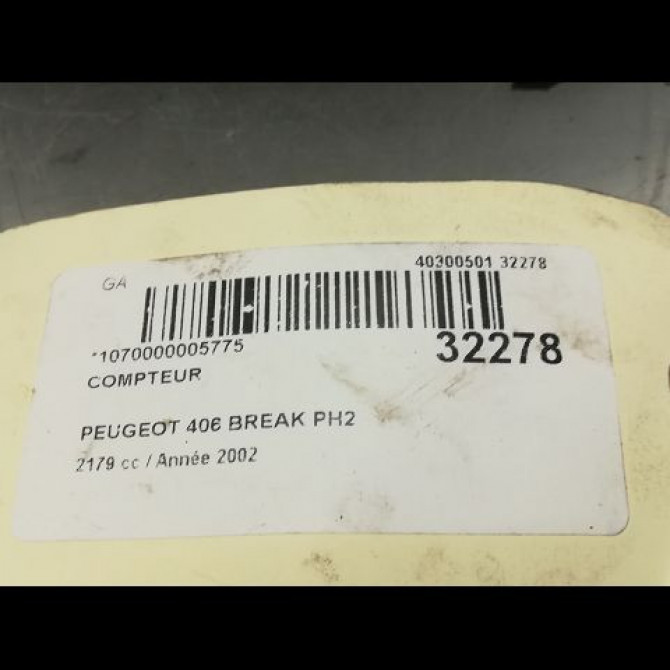 GA
40300501 32278
*1070000005775
32278
COMPTEUR
PEUGEOT 406 BREAK PH2
2179 cc / Année 2002